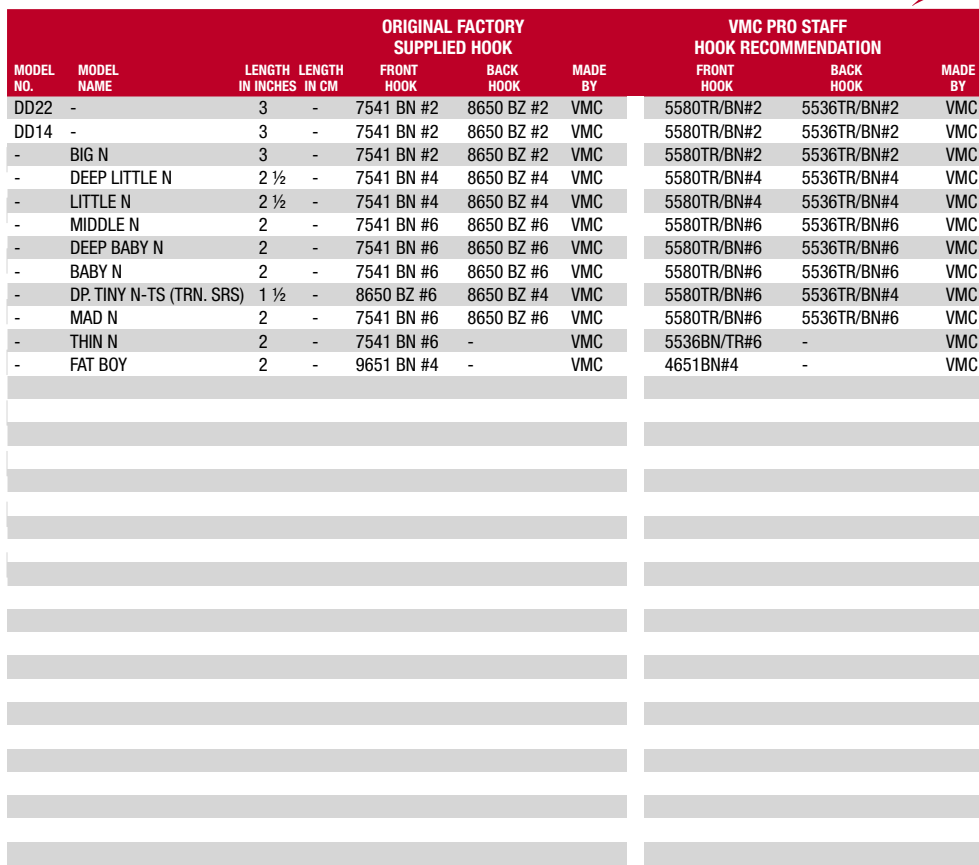 ORIGINAL FACTORY VMC PRO STAFF
SUPPLIED HOOK HOOK RECOMMENDATION
MODEL MODEL LENGTH LENGTH FRONT BACK MADE FRONT BACK MADE
NO. NAME IN INCHES IN CM HOOK HOOK BY HOOK HOOK BY
DD22 - 3 - 7541 BN #2 8650 BZ #2 VMC 5580TR/BN#2 5536TR/BN#2 VMC
DD14 - 3 - 7541 BN #2 8650 BZ #2 VMC 5580TR/BN#2 5536TR/BN#2 VMC
- BIG N 3 - 7541 BN #2 8650 BZ #2 VMC 5580TR/BN#2 5536TR/BN#2 VMC
- DEEP LITTLE N 2 ½ - 7541 BN #4 8650 BZ #4 VMC 5580TR/BN#4 5536TR/BN#4 VMC
- LITTLE N 2 ½ - 7541 BN #4 8650 BZ #4 VMC 5580TR/BN#4 5536TR/BN#4 VMC
- MIDDLE N 2 - 7541 BN #6 8650 BZ #6 VMC 5580TR/BN#6 5536TR/BN#6 VMC
- DEEP BABY N 2 - 7541 BN #6 8650 BZ #6 VMC 5580TR/BN#6 5536TR/BN#6 VMC
- BABY N 2 - 7541 BN #6 8650 BZ #6 VMC 5580TR/BN#6 5536TR/BN#6 VMC
- DP. TINY N-TS (TRN. SRS) 1 ½ - 8650 BZ #6 8650 BZ #4 VMC 5580TR/BN#6 5536TR/BN#4 VMC
- MAD N 2 - 7541 BN #6 8650 BZ #6 VMC 5580TR/BN#6 5536TR/BN#6 VMC
- THIN N 2 - 7541 BN #6 - VMC 5536BN/TR#6 - VMC
- FAT BOY 2 - 9651 BN #4 - VMC 4651BN#4 - VMC